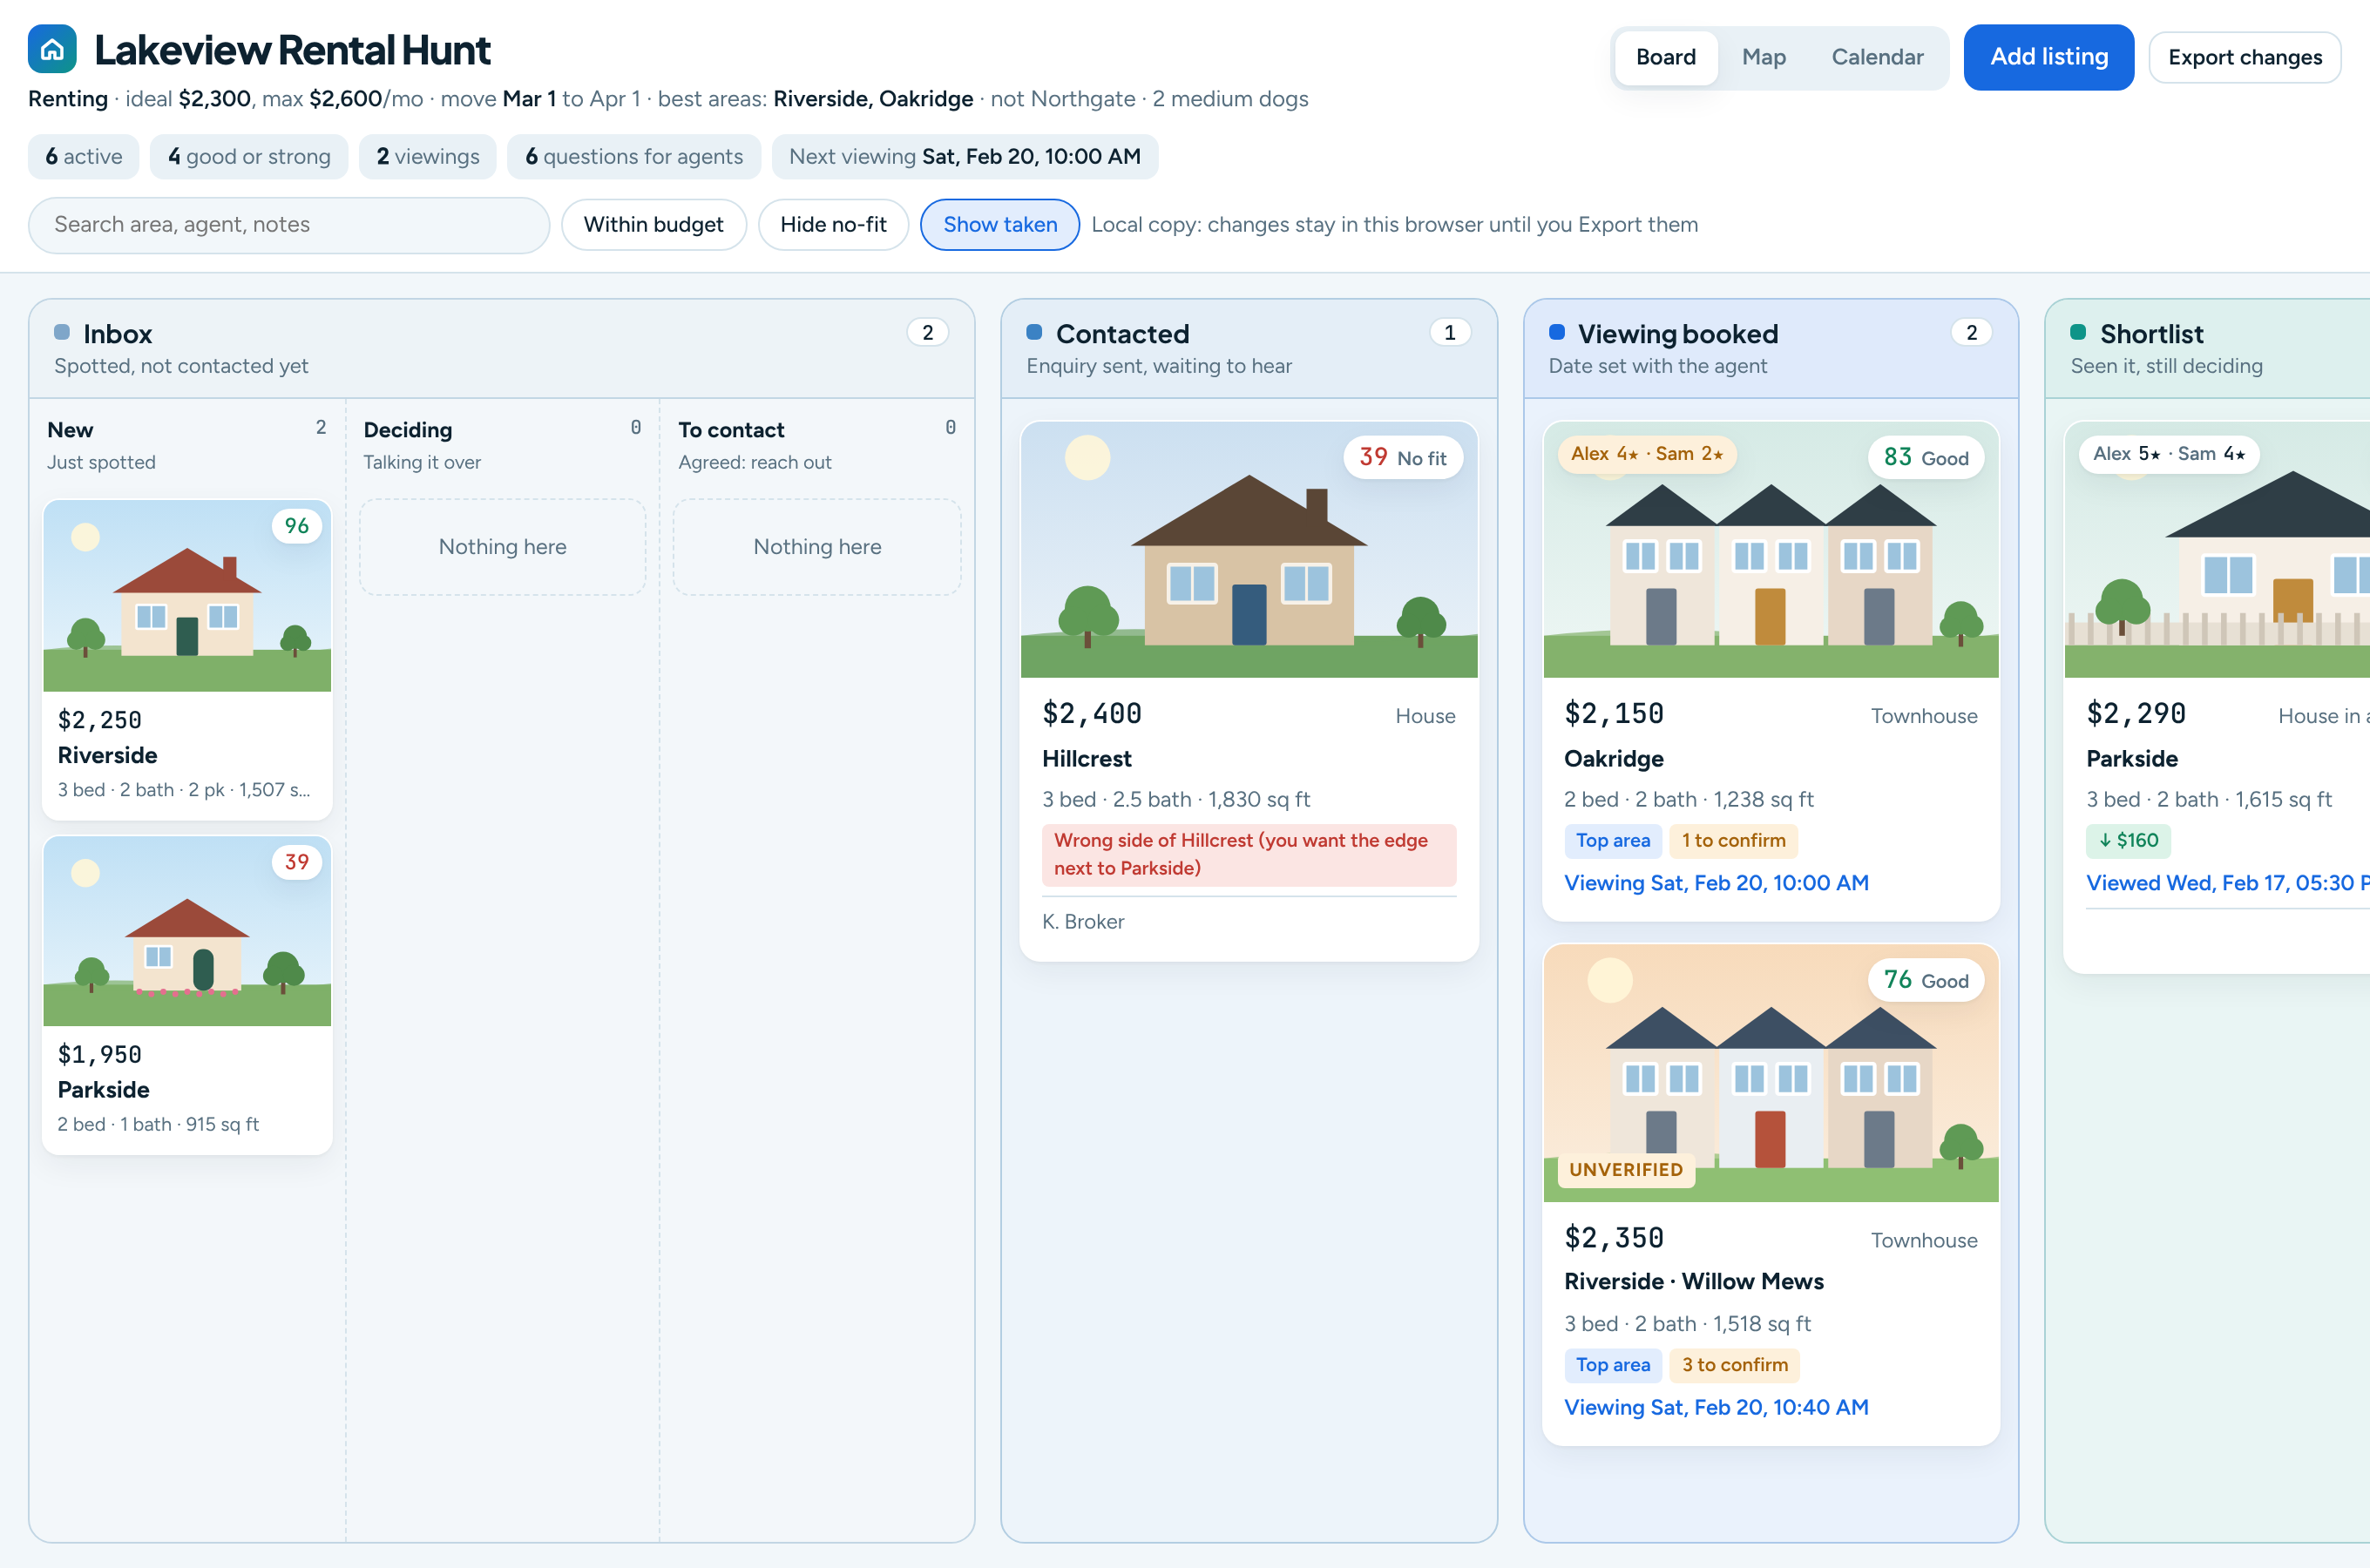 Lakeview Rental Hunt
Board
Map
Calendar
Add listing
Export changes
Renting · ideal $2,300, max $2,600/mo · move Mar 1 to Apr 1 · best areas: Riverside, Oakridge · not Northgate · 2 medium dogs
6 active
4 good or strong
2 viewings
6 questions for agents
Next viewing Sat, Feb 20, 10:00 AM
Search area, agent, notes
Within budget
Hide no-fit
Show taken
Local copy: changes stay in this browser until you Export them
Inbox
2
Spotted, not contacted yet
New
2
Just spotted
96
$2,250
Riverside
3 bed · 2 bath · 2 pk · 1,507 s...
39
$1,950
Parkside
2 bed · 1 bath · 915 sq ft
Deciding
0
Talking it over
Nothing here
To contact
0
Agreed: reach out
Nothing here
Contacted
1
Enquiry sent, waiting to hear
39 No fit
$2,400
House
Hillcrest
3 bed · 2.5 bath · 1,830 sq ft
Wrong side of Hillcrest (you want the edge
next to Parkside)
K. Broker
Viewing booked
2
Date set with the agent
Alex 4★ · Sam 2★
83 Good
$2,150
Townhouse
Oakridge
2 bed · 2 bath · 1,238 sq ft
Top area
1 to confirm
Viewing Sat, Feb 20, 10:00 AM
76 Good
UNVERIFIED
$2,350
Townhouse
Riverside · Willow Mews
3 bed · 2 bath · 1,518 sq ft
Top area
3 to confirm
Viewing Sat, Feb 20, 10:40 AM
Shortlist
Seen it, still deciding
Alex 5★ · Sam 4★
$2,290
House in
Parkside
3 bed · 2 bath · 1,615 sq ft
↓ $160
Viewed Wed, Feb 17, 05:30